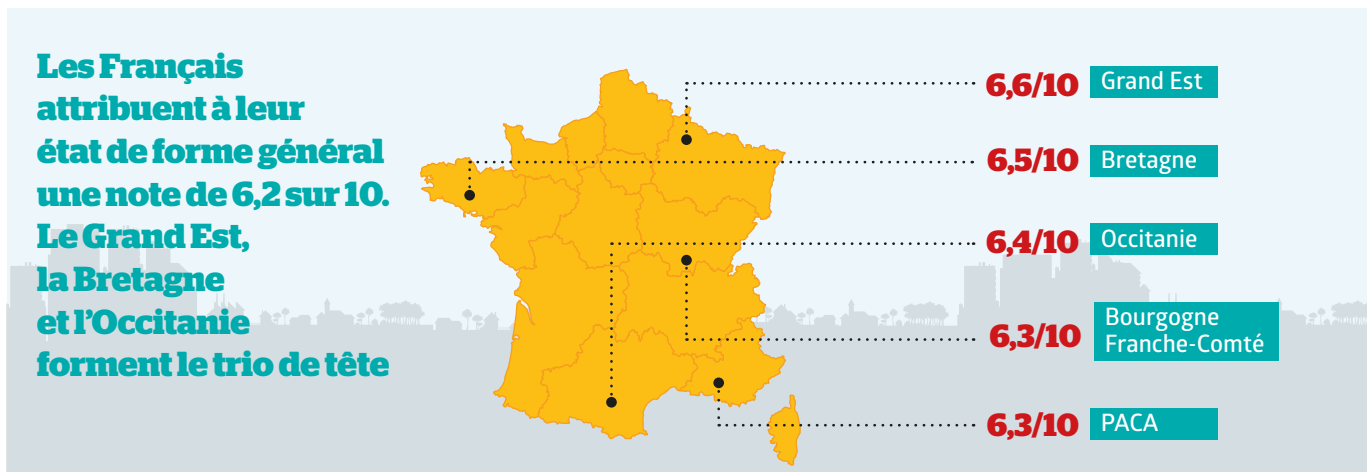 Les Français
attribuent à leur
état de forme général
une note de 6,2 sur 10.
Le Grand Est,
la Bretagne
et l'Occitanie
forment le trio de tête
6,6/10 Grand Est
6,5/10 Bretagne
6,4/10 Occitanie
6,3/10 Bourgogne
Franche-Comté
6,3/10 PACA